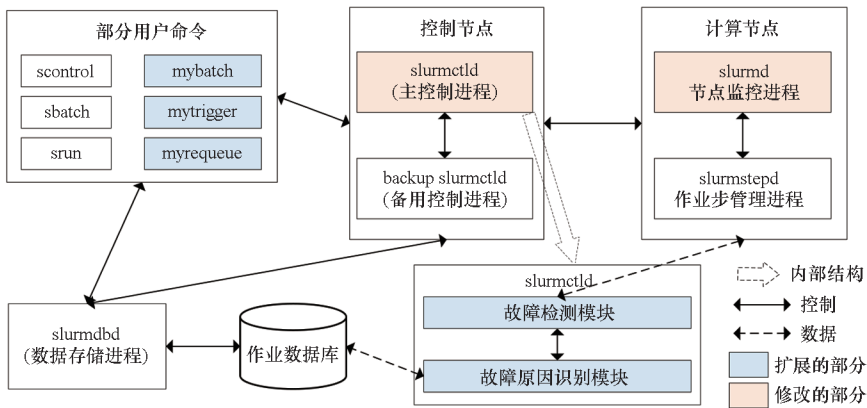 部分用户命令
scontrol
mybatch
sbatch
mytrigger
srun
myrequeue
控制节点
slurmctld
(主控制进程)
backup slurmctld
(备用控制进程)
计算节点
slurmd
节点监控进程
slurmstepd
作业步管理进程
slurmdbd
(数据存储进程)
作业数据库
slurmctld
故障检测模块
故障原因识别模块
内部结构
控制
数据
扩展的部分
修改的部分